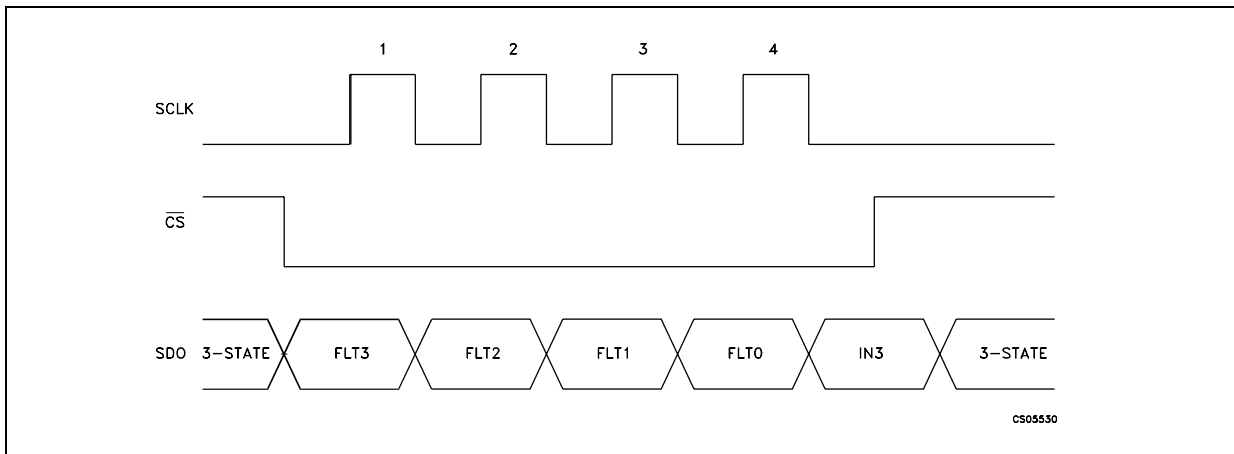 1 2 3 4
SCLK
CS
SDO 3-STATE FLT3 FLT2 FLT1 FLT0 IN3 3-STATE
CS05530